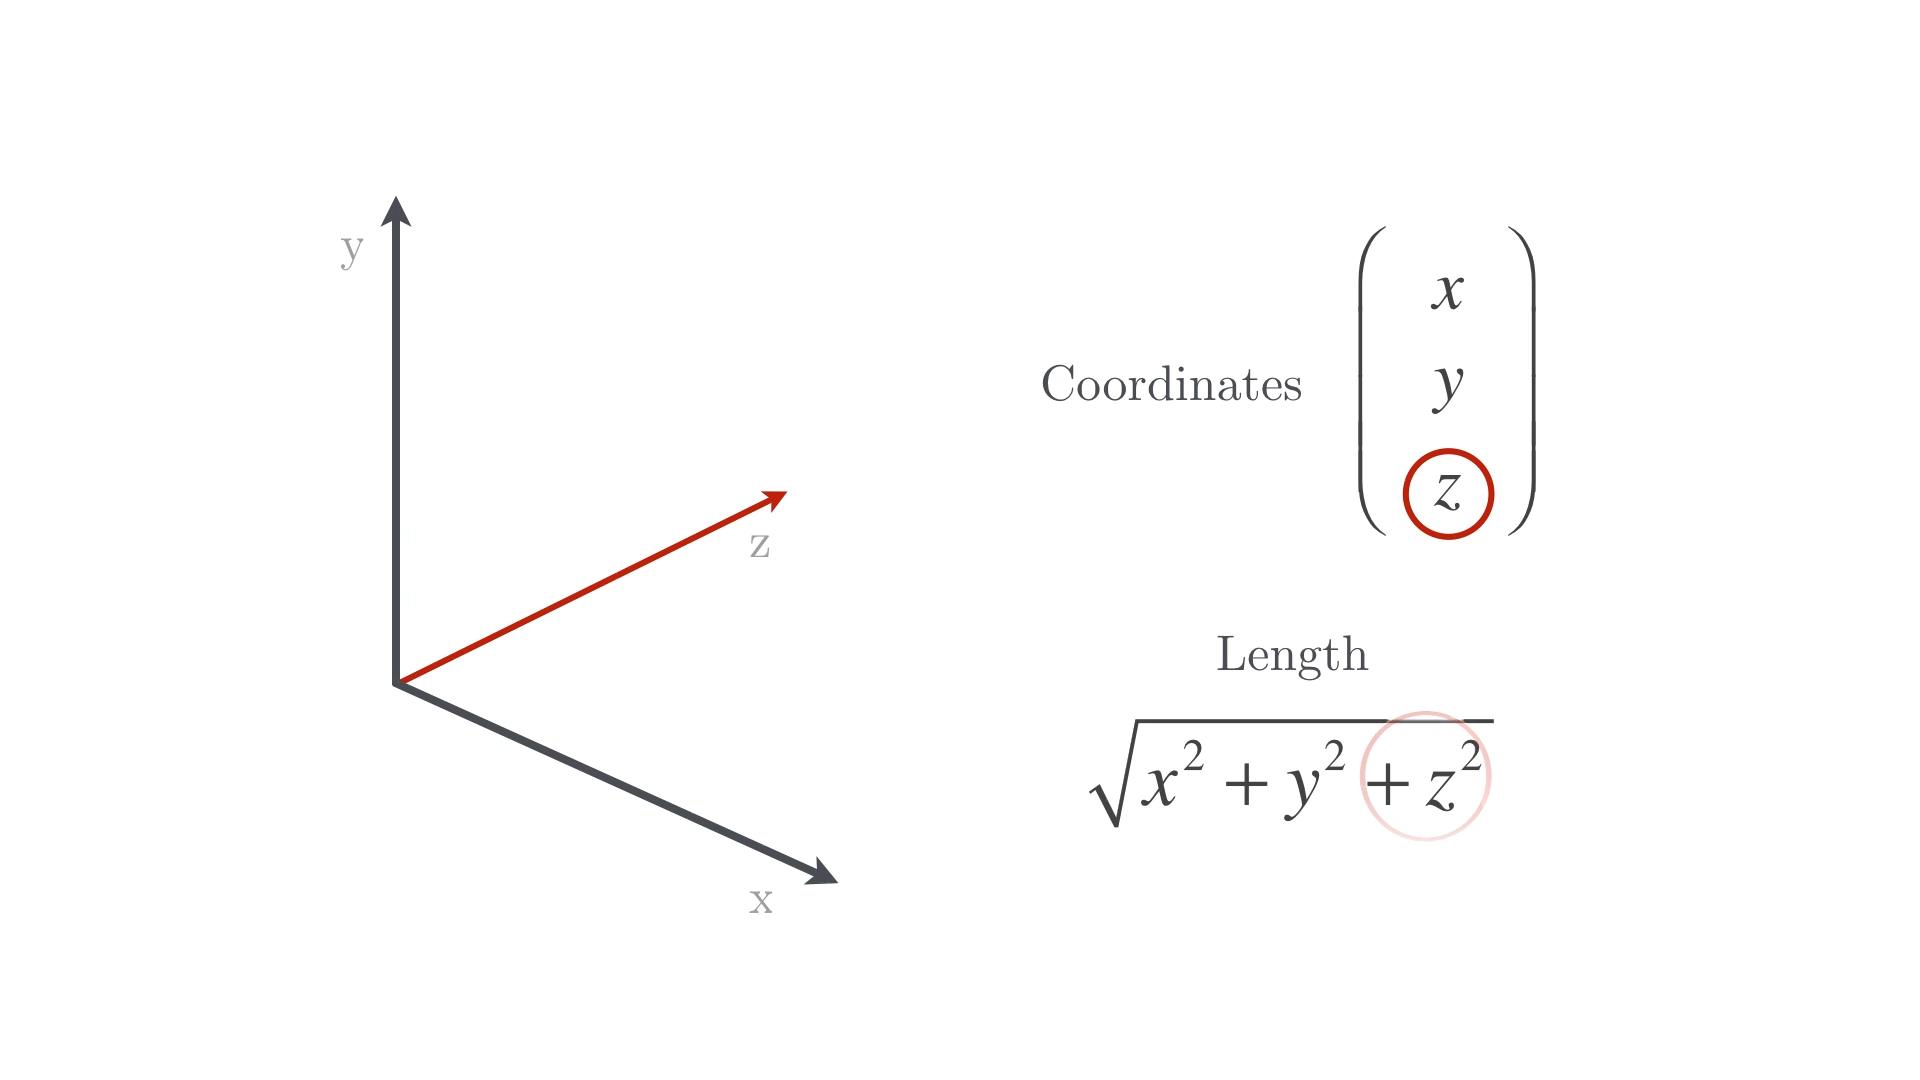 y
z
x
Coordinates
x
y
z
Length
√x² + y² + z²